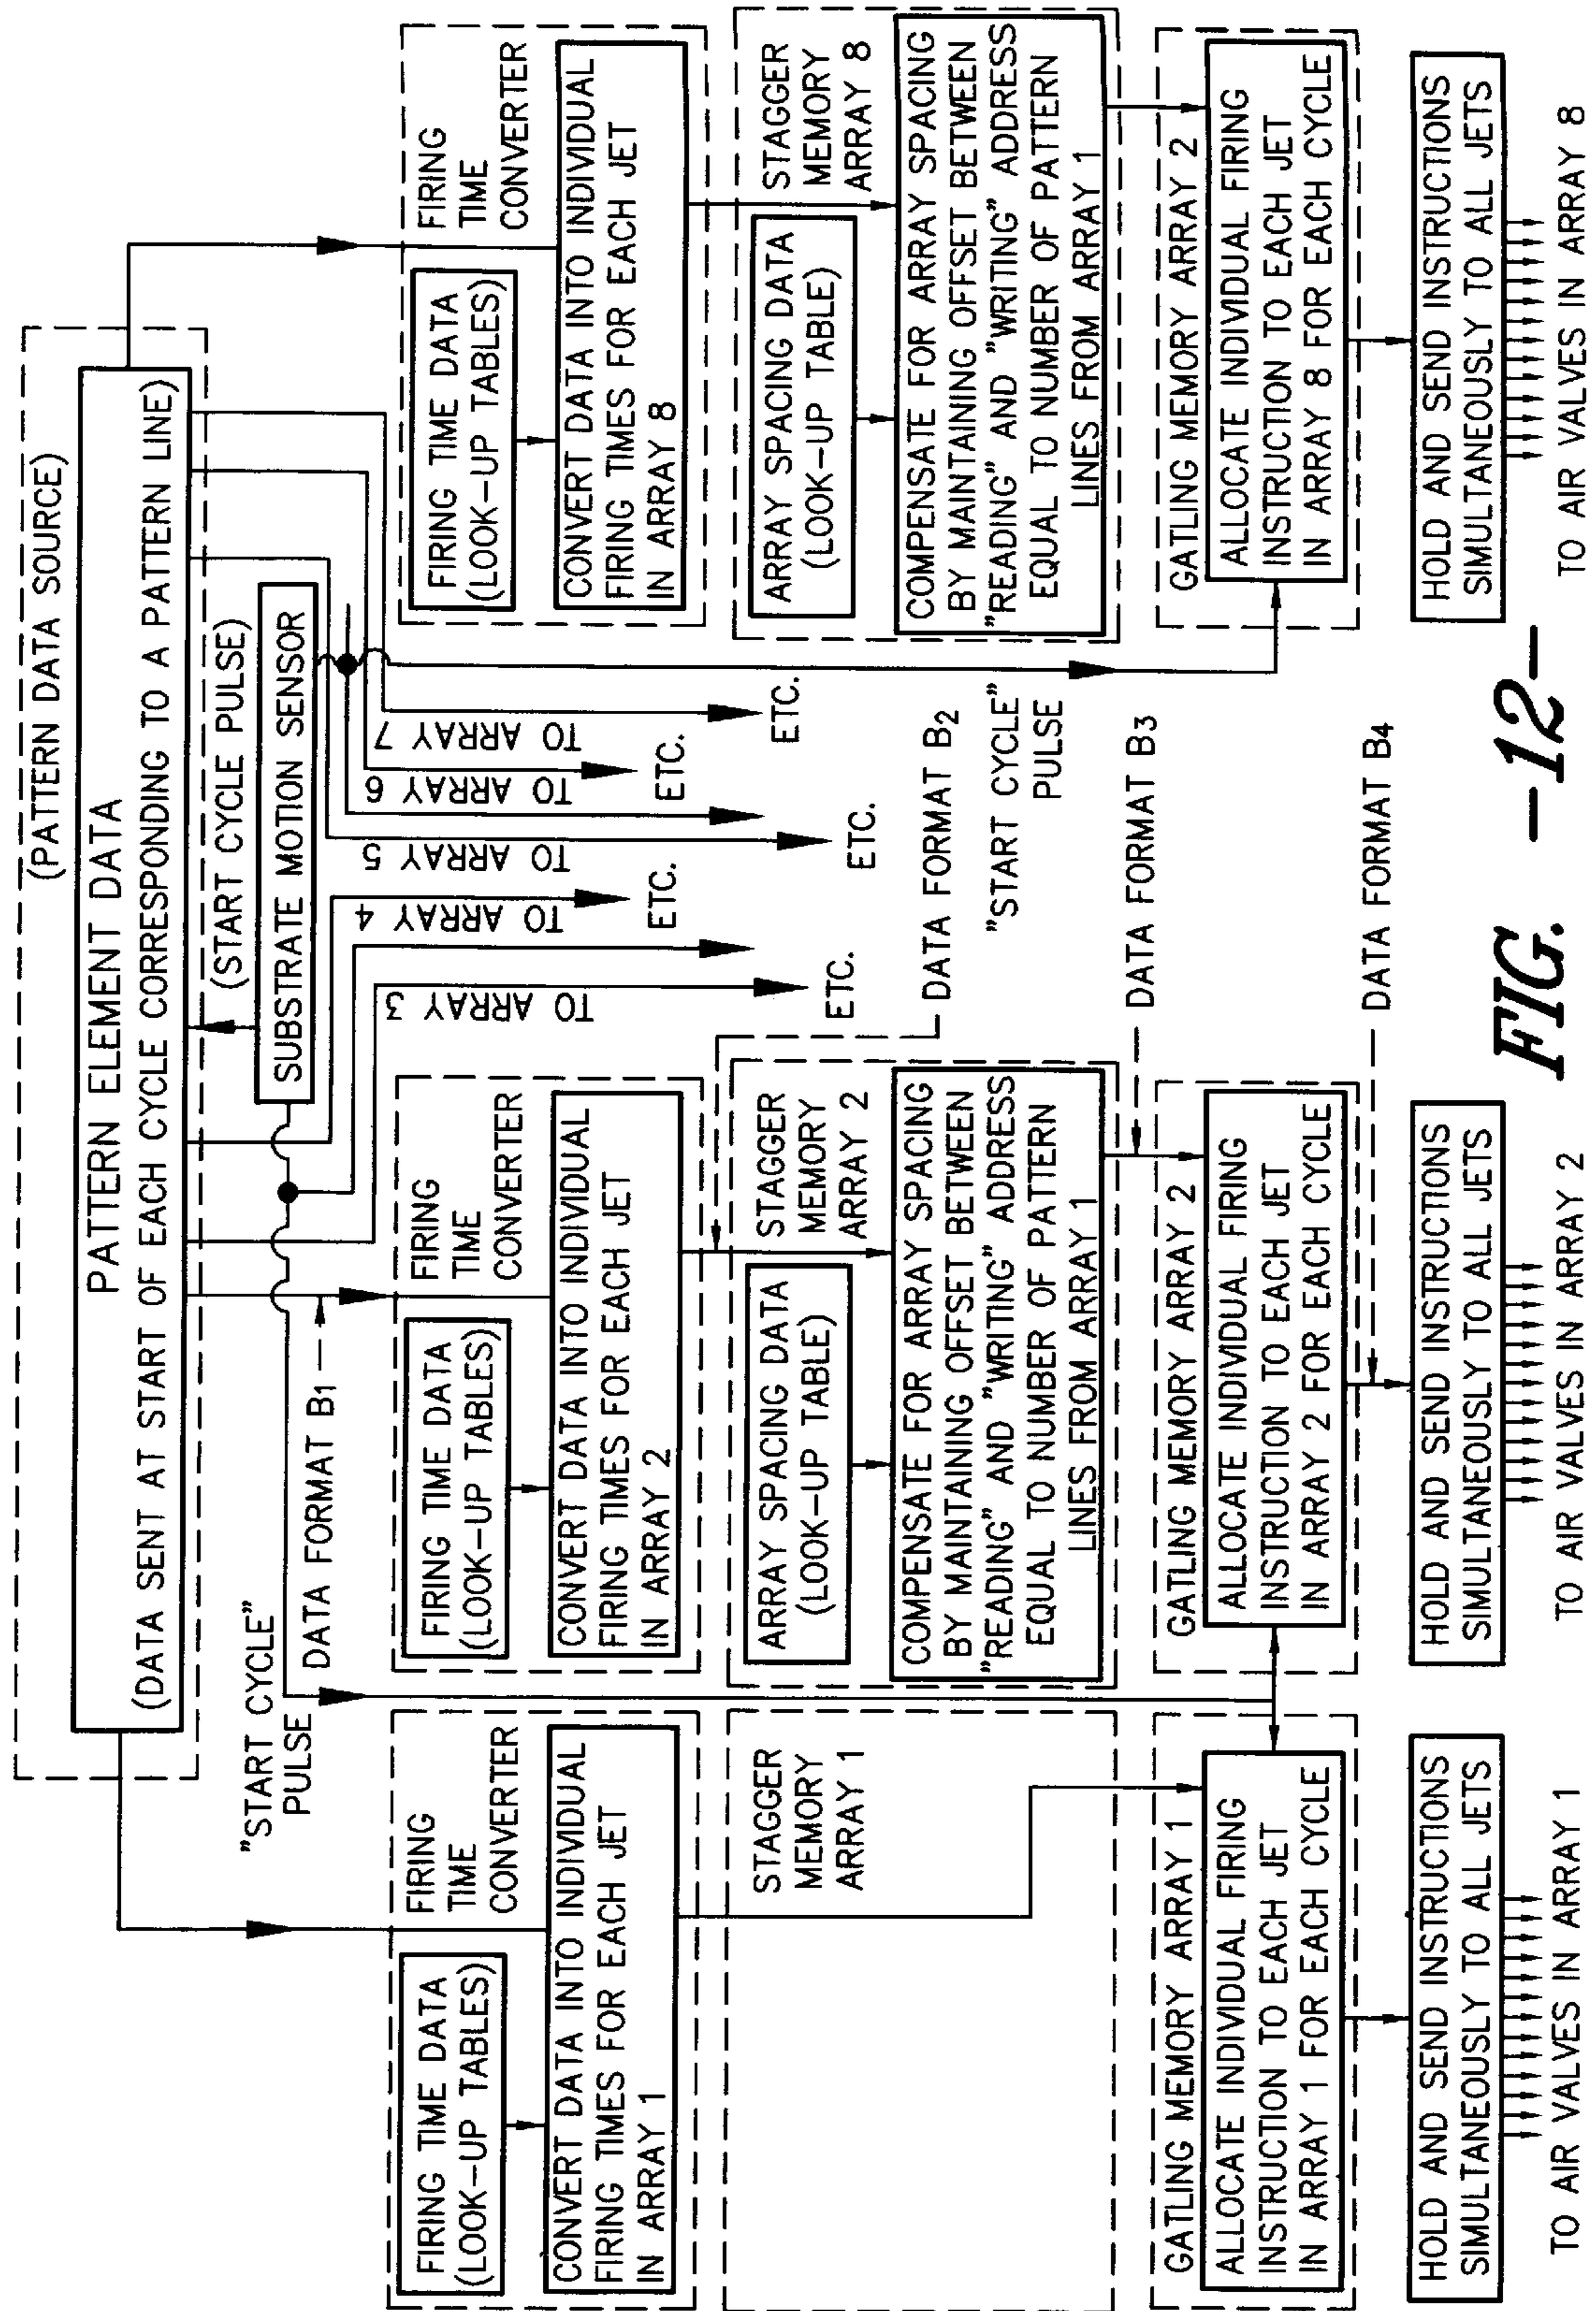 (PATTERN DATA SOURCE)
PATTERN ELEMENT DATA
(DATA SENT AT START OF EACH CYCLE CORRESPONDING TO A PATTERN LINE)
(START CYCLE PULSE)
SUBSTRATE MOTION SENSOR
"START CYCLE"
PULSE
DATA FORMAT B1
TO ARRAY 3
ETC.
TO ARRAY 4
ETC.
TO ARRAY 5
ETC.
TO ARRAY 6
ETC.
TO ARRAY 7
ETC.
FIRING
TIME
CONVERTER
FIRING TIME DATA
(LOOK-UP TABLES)
CONVERT DATA INTO INDIVIDUAL
FIRING TIMES FOR EACH JET
IN ARRAY 1
STAGGER
MEMORY
ARRAY 1
GATLING MEMORY ARRAY 1
ALLOCATE INDIVIDUAL FIRING
INSTRUCTION TO EACH JET
IN ARRAY 1 FOR EACH CYCLE
HOLD AND SEND INSTRUCTIONS
SIMULTANEOUSLY TO ALL JETS
TO AIR VALVES IN ARRAY 1
FIRING
TIME
CONVERTER
FIRING TIME DATA
(LOOK-UP TABLES)
CONVERT DATA INTO INDIVIDUAL
FIRING TIMES FOR EACH JET
IN ARRAY 2
DATA FORMAT B2
STAGGER
MEMORY
ARRAY 2
ARRAY SPACING DATA
(LOOK-UP TABLE)
COMPENSATE FOR ARRAY SPACING
BY MAINTAINING OFFSET BETWEEN
"READING" AND "WRITING" ADDRESS
EQUAL TO NUMBER OF PATTERN
LINES FROM ARRAY 1
DATA FORMAT B3
GATLING MEMORY ARRAY 2
ALLOCATE INDIVIDUAL FIRING
INSTRUCTION TO EACH JET
IN ARRAY 2 FOR EACH CYCLE
DATA FORMAT B4
HOLD AND SEND INSTRUCTIONS
SIMULTANEOUSLY TO ALL JETS
TO AIR VALVES IN ARRAY 2
"START CYCLE"
PULSE
FIRING
TIME
CONVERTER
FIRING TIME DATA
(LOOK-UP TABLES)
CONVERT DATA INTO INDIVIDUAL
FIRING TIMES FOR EACH JET
IN ARRAY 8
STAGGER
MEMORY
ARRAY 8
ARRAY SPACING DATA
(LOOK-UP TABLE)
COMPENSATE FOR ARRAY SPACING
BY MAINTAINING OFFSET BETWEEN
"READING" AND "WRITING" ADDRESS
EQUAL TO NUMBER OF PATTERN
LINES FROM ARRAY 1
GATLING MEMORY ARRAY 2
ALLOCATE INDIVIDUAL FIRING
INSTRUCTION TO EACH JET
IN ARRAY 8 FOR EACH CYCLE
HOLD AND SEND INSTRUCTIONS
SIMULTANEOUSLY TO ALL JETS
TO AIR VALVES IN ARRAY 8
FIG. -12-